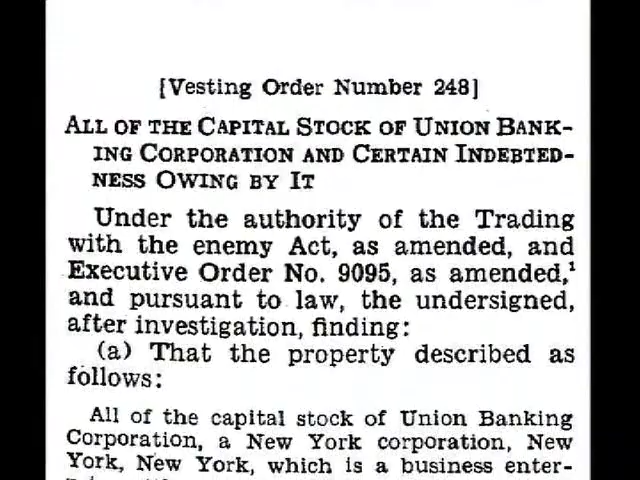 [Vesting Order Number 248]
ALL OF THE CAPITAL STOCK OF UNION BANK-
ING CORPORATION AND CERTAIN INDEBTED-
NESS OWING BY IT
Under the authority of the Trading
with the enemy Act, as amended, and
Executive Order No. 9095, as amended,¹
and pursuant to law, the undersigned,
after investigation, finding:
(a) That the property described as
follows:
All of the capital stock of Union Banking
Corporation, a New York corporation, New
York, New York, which is a business enter-